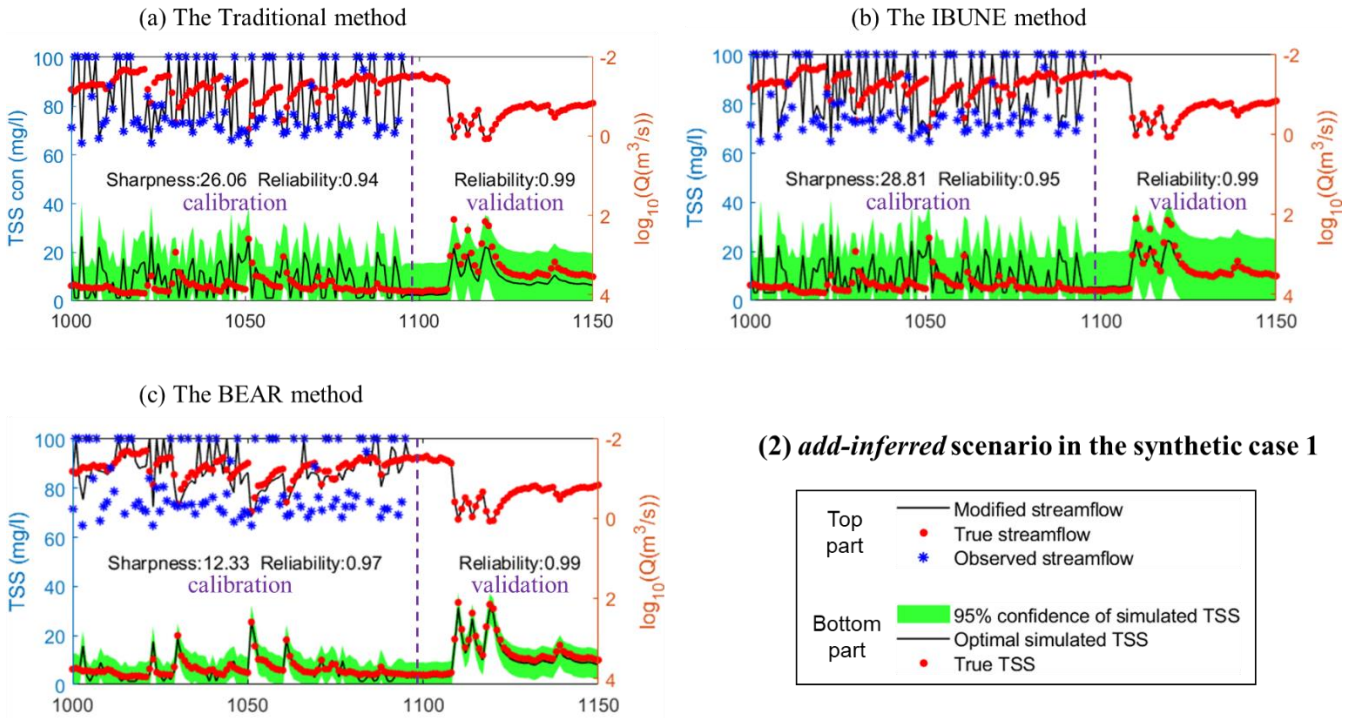 (a) The Traditional method
(b) The IBUNE method
100
80
60
40
20
0
TSS con (mg/l)
Sharpness:26.06 Reliability:0.94
calibration
Reliability:0.99
validation
-2
0
2
4
log10(Q(m3/s))
1000
1050
1100
1150
100
80
60
40
20
0
TSS (mg/l)
Sharpness:28.81 Reliability:0.95
calibration
Reliability:0.99
validation
-2
0
2
4
log10(Q(m3/s))
1000
1050
1100
1150
(c) The BEAR method
100
80
60
40
20
0
TSS (mg/l)
Sharpness:12.33 Reliability:0.97
calibration
Reliability:0.99
validation
-2
0
2
4
log10(Q(m3/s))
1000
1050
1100
1150
(2) add-inferred scenario in the synthetic case 1
Top
part
Modified streamflow
True streamflow
Observed streamflow
Bottom
part
95% confidence of simulated TSS
Optimal simulated TSS
True TSS